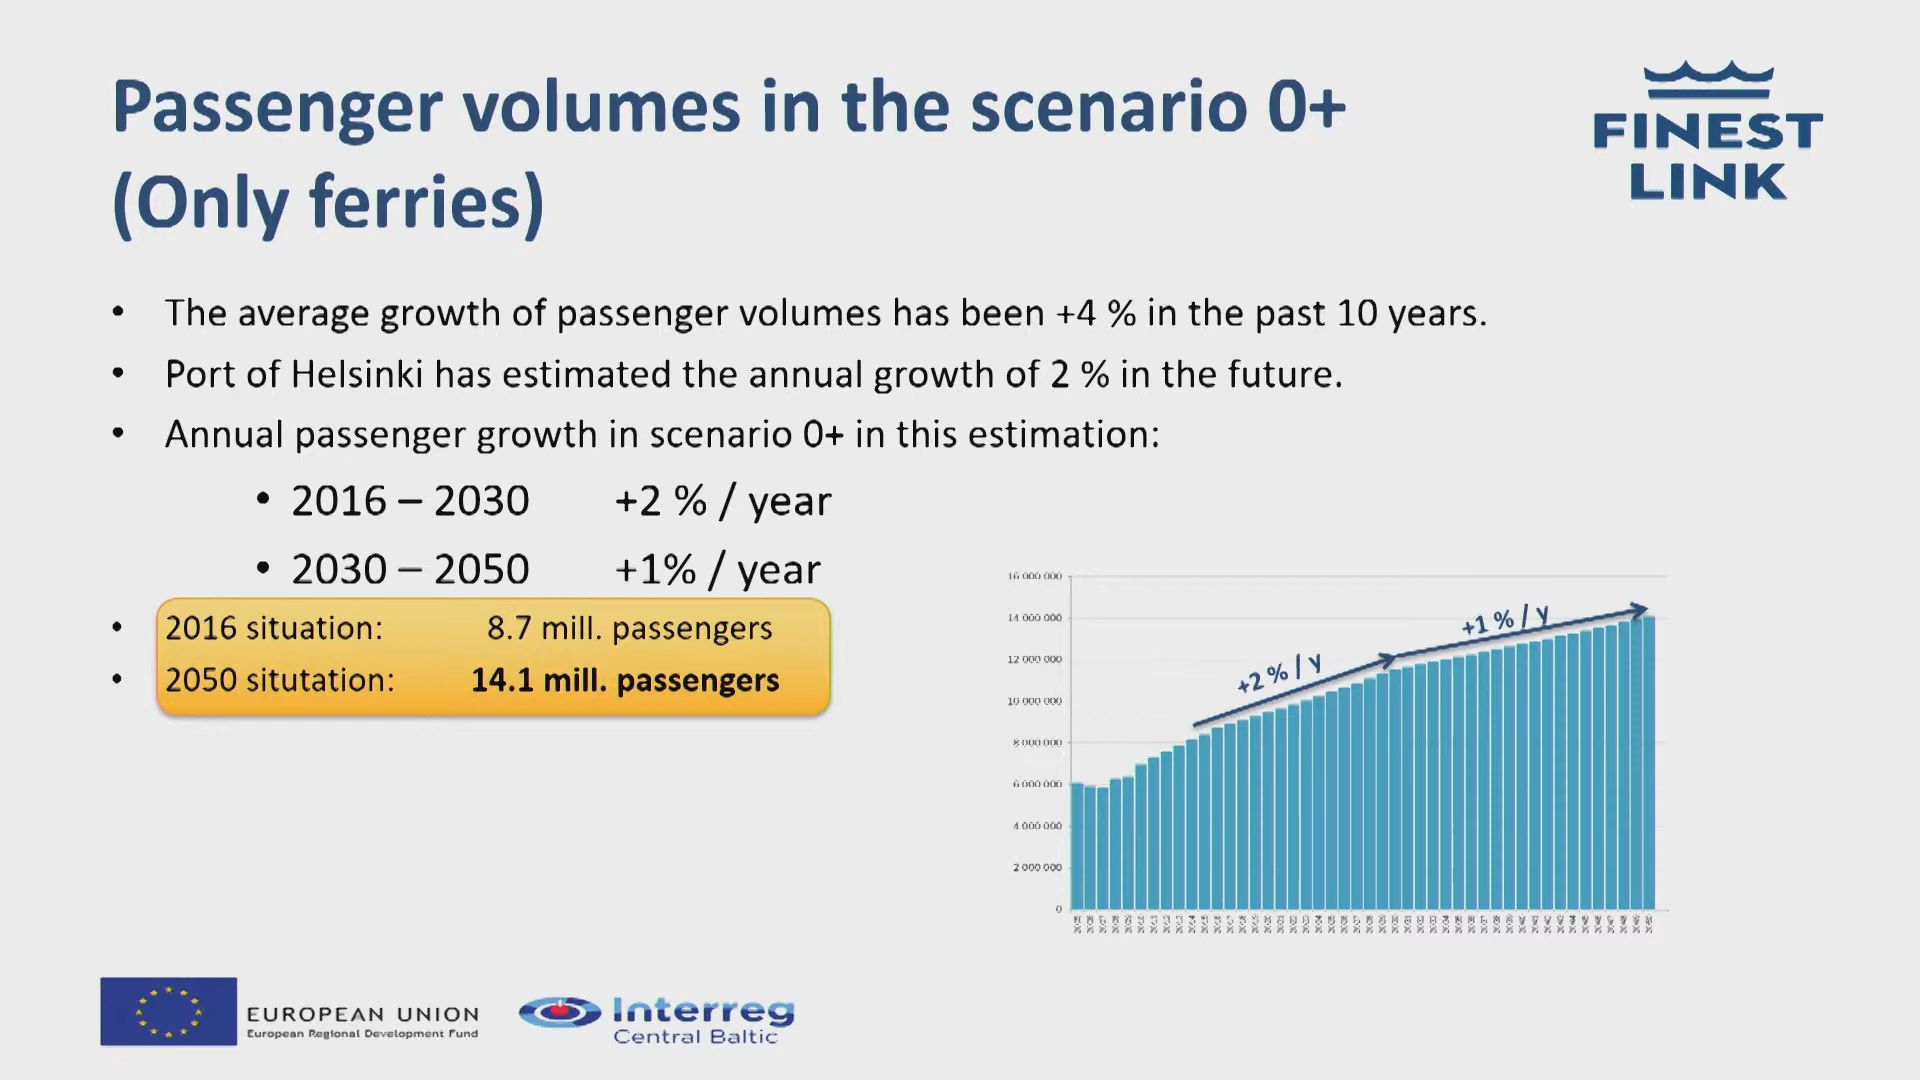 Passenger volumes in the scenario 0+
(Only ferries)
FINEST
LINK
• The average growth of passenger volumes has been +4 % in the past 10 years.
• Port of Helsinki has estimated the annual growth of 2 % in the future.
• Annual passenger growth in scenario 0+ in this estimation:
• 2016 – 2030 +2 % / year
• 2030 – 2050 +1% / year
• 2016 situation: 8.7 mill. passengers
• 2050 situtation: 14.1 mill. passengers
16 000 000
14 000 000
12 000 000
10 000 000
8 000 000
6 000 000
4 000 000
2 000 000
0
+2 % / y
+1 % / y
EUROPEAN UNION
European Regional Development Fund
Interreg
Central Baltic